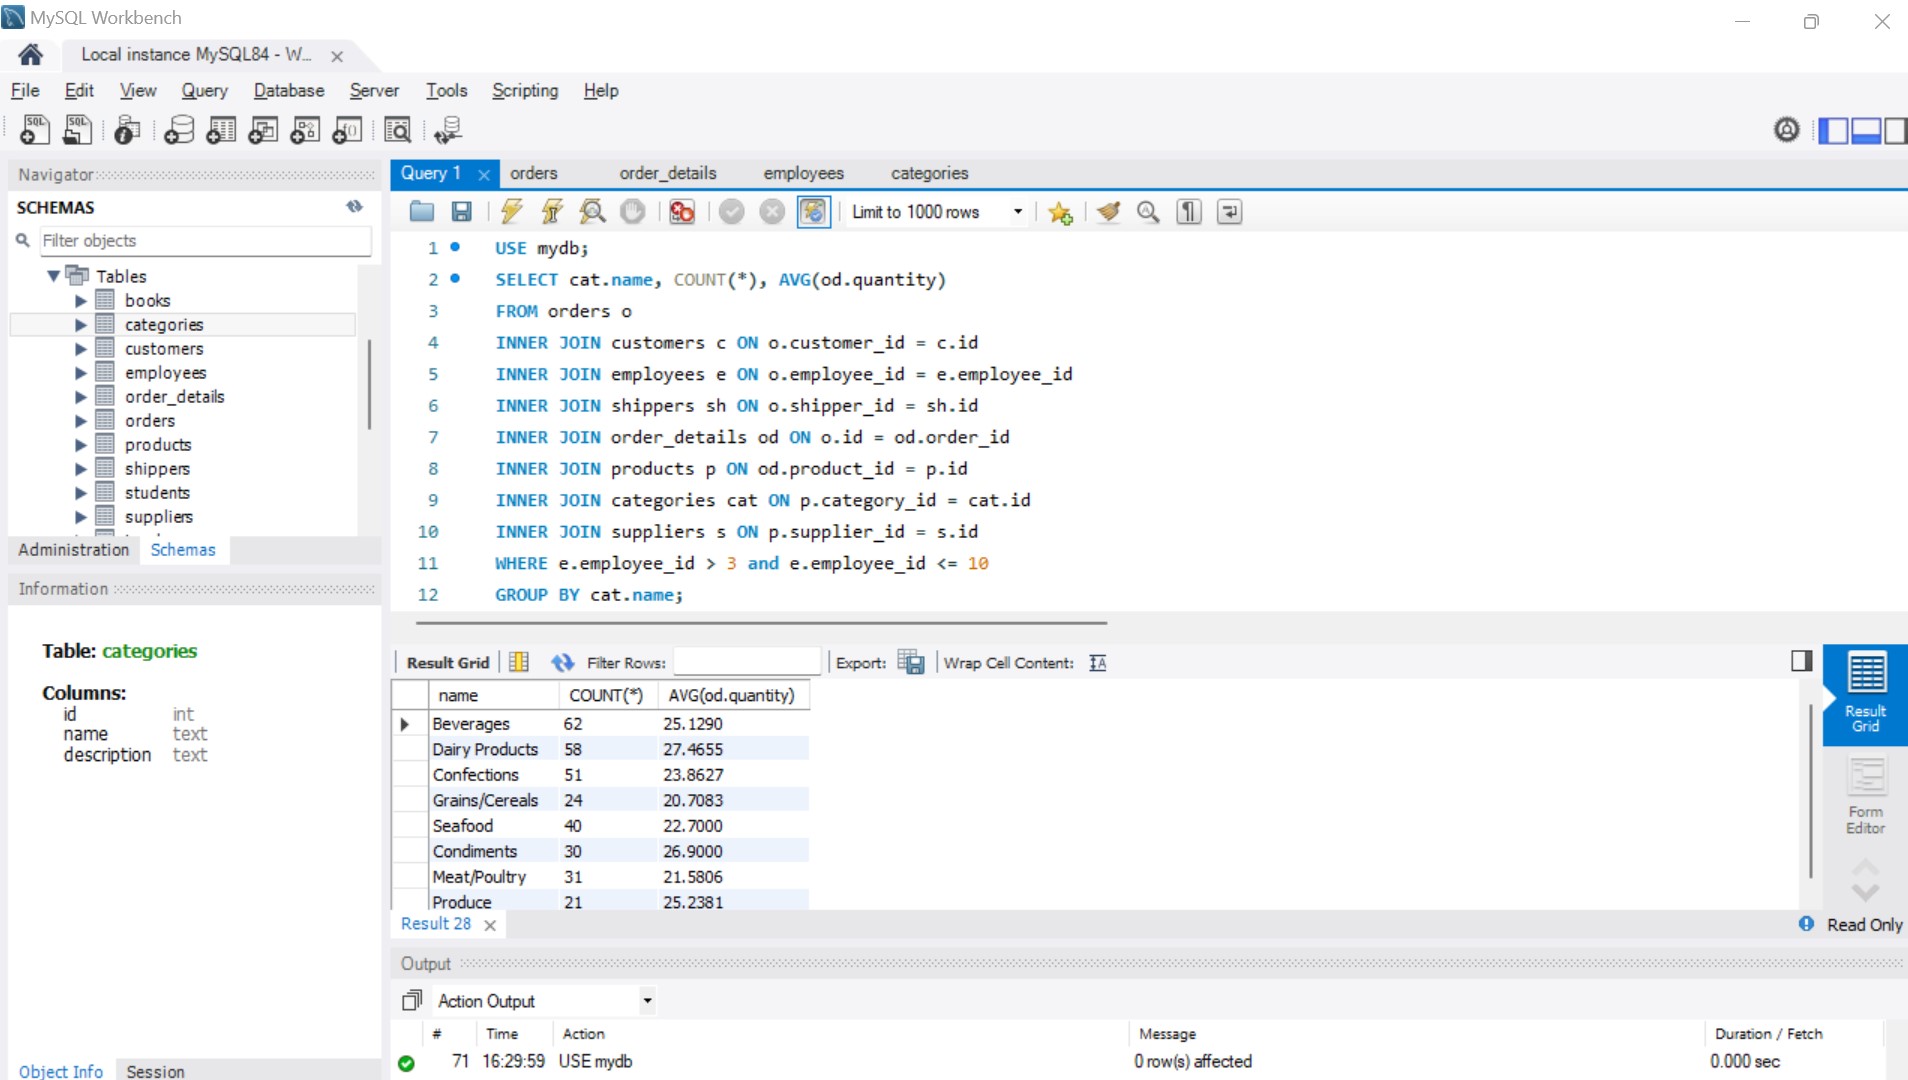 MySQL Workbench
Local instance MySQL84 - W...
File Edit View Query Database Server Tools Scripting Help
Navigator
SCHEMAS
Filter objects
Tables
books
categories
customers
employees
order_details
orders
products
shippers
students
suppliers
Administration Schemas
Information
Table: categories
Columns:
id int
name text
description text
Object Info Session
Query 1 orders order_details employees categories
Limit to 1000 rows
1 USE mydb;
2 SELECT cat.name, COUNT(*), AVG(od.quantity)
3 FROM orders o
4 INNER JOIN customers c ON o.customer_id = c.id
5 INNER JOIN employees e ON o.employee_id = e.employee_id
6 INNER JOIN shippers sh ON o.shipper_id = sh.id
7 INNER JOIN order_details od ON o.id = od.order_id
8 INNER JOIN products p ON od.product_id = p.id
9 INNER JOIN categories cat ON p.category_id = cat.id
10 INNER JOIN suppliers s ON p.supplier_id = s.id
11 WHERE e.employee_id > 3 and e.employee_id <= 10
12 GROUP BY cat.name;
Result Grid Filter Rows: Export: Wrap Cell Content:
name COUNT(*) AVG(od.quantity)
Beverages 62 25.1290
Dairy Products 58 27.4655
Confections 51 23.8627
Grains/Cereals 24 20.7083
Seafood 40 22.7000
Condiments 30 26.9000
Meat/Poultry 31 21.5806
Produce 21 25.2381
Result
Grid
Form
Editor
Result 28
Read Only
Output
Action Output
# Time Action Message Duration / Fetch
71 16:29:59 USE mydb 0 row(s) affected 0.000 sec